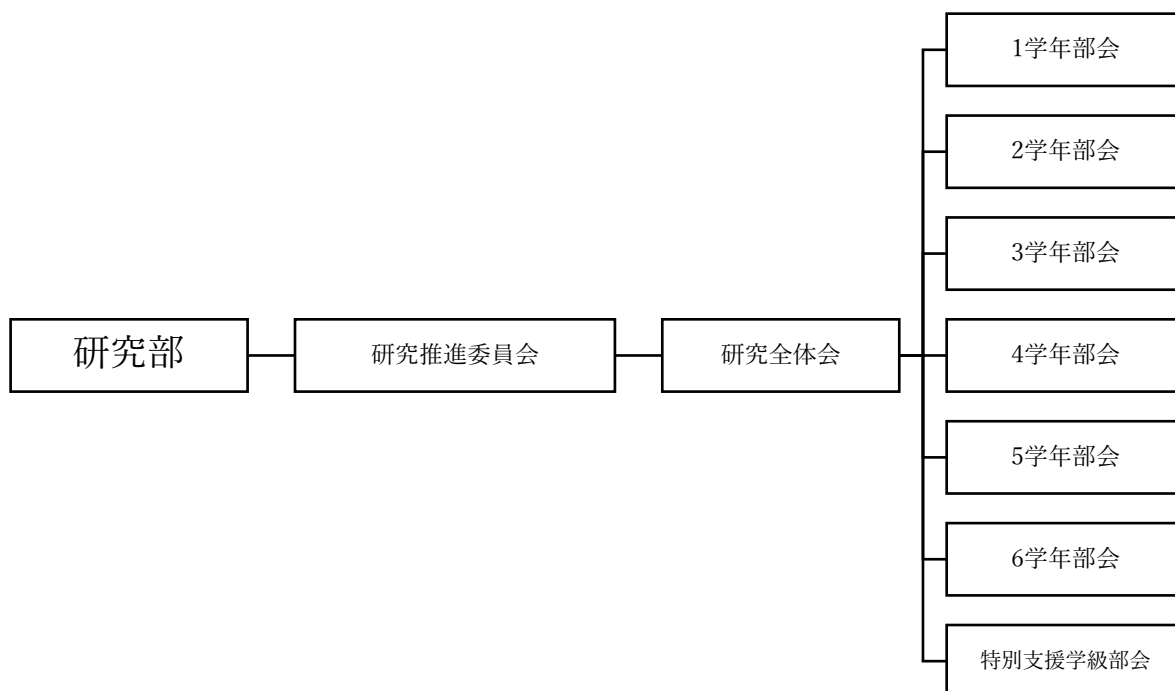 研究部
研究推進委員会
研究全体会
1学年部会
2学年部会
3学年部会
4学年部会
5学年部会
6学年部会
特別支援学級部会